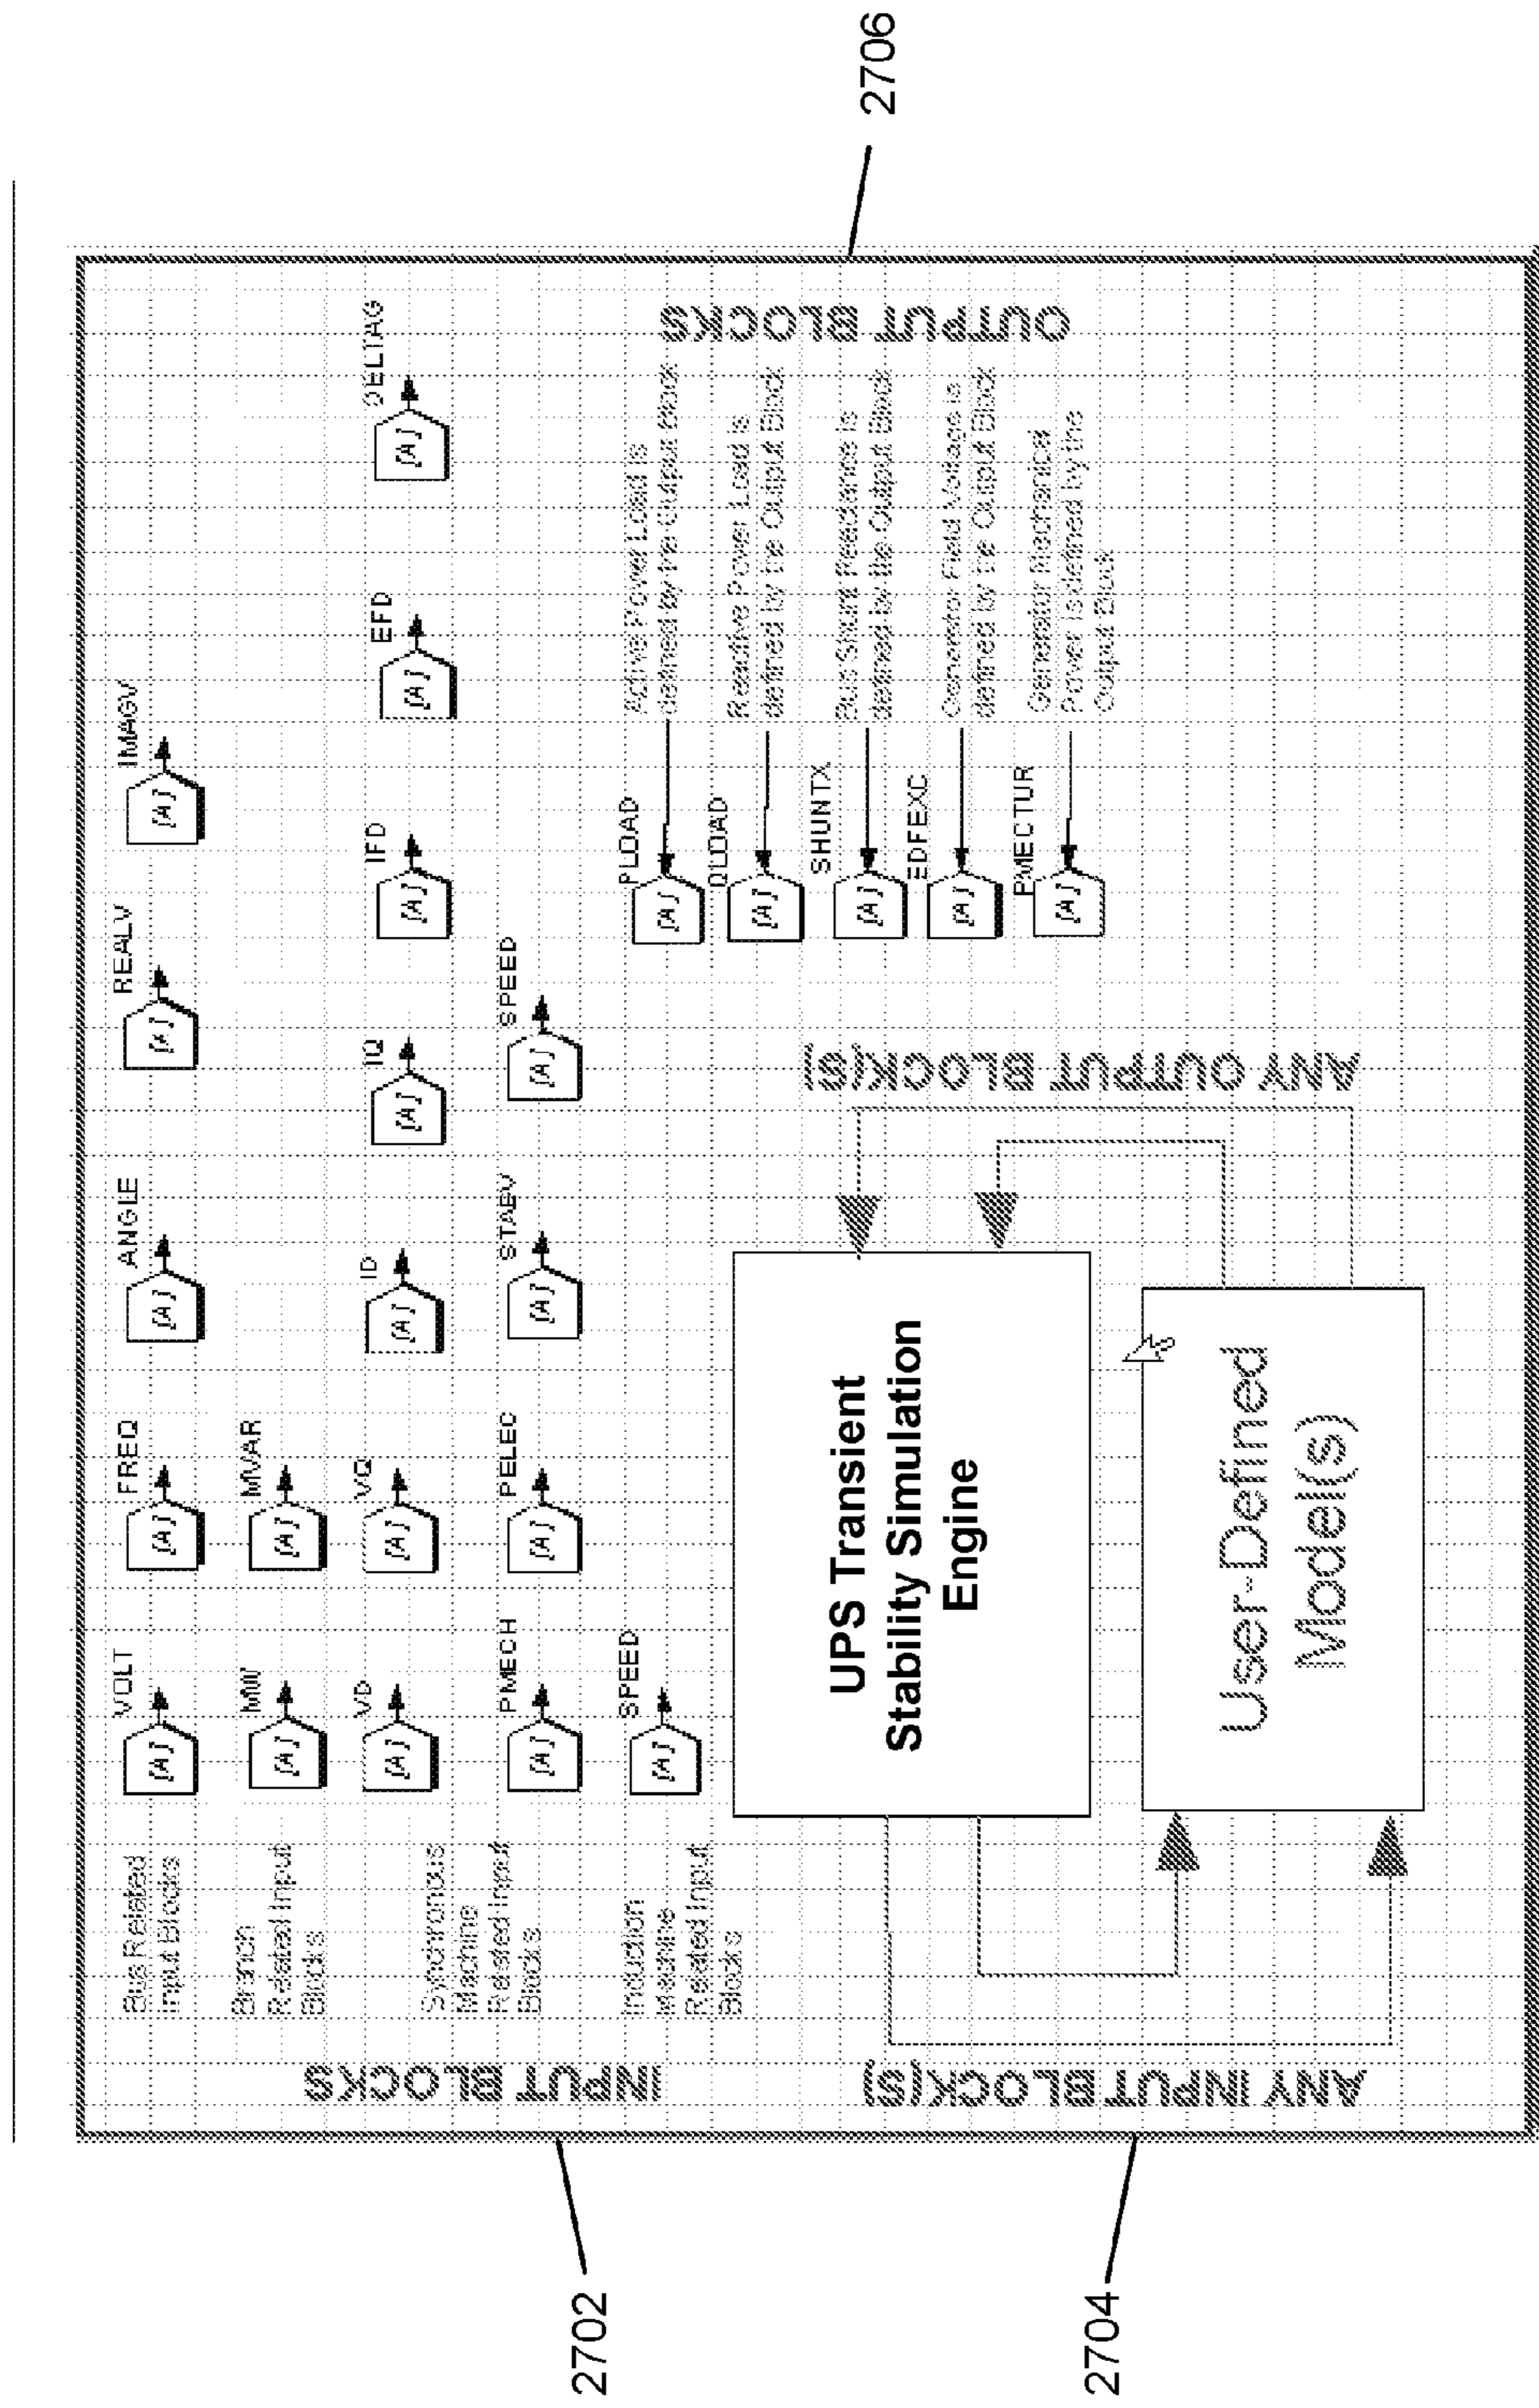 2702
2704
2706
INPUT BLOCKS
Bus Related
Input Blocks
VOLT
[A]
FREQ
[A]
ANGLE
[A]
REALV
[A]
IMAGV
[A]
Branch
Related Input
Blocks
MW
[A]
MVAR
[A]
Synchronous
Machine
Related Input
Blocks
VD
[A]
VQ
[A]
ID
[A]
IQ
[A]
IFD
[A]
EFD
[A]
DELTAG
[A]
PMECH
[A]
PELEC
[A]
STABV
[A]
SPEED
[A]
Induction
Machine
Related Input
Blocks
SPEED
[A]
ANY INPUT BLOCK(S)
UPS Transient
Stability Simulation
Engine
User-Defined
Model(s)
ANY OUTPUT BLOCK(S)
PLOAD
[A]
Active Power Load is
defined by the Output Block
QLOAD
[A]
Reactive Power Load is
defined by the Output Block
SHUNTX
[A]
Bus Shunt Reactance is
defined by the Output Block
EDFEXC
[A]
Generator Field Voltage is
defined by the Output Block
PMECTUR
[A]
Generator Mechanical
Power is defined by the
Output Block
OUTPUT BLOCKS